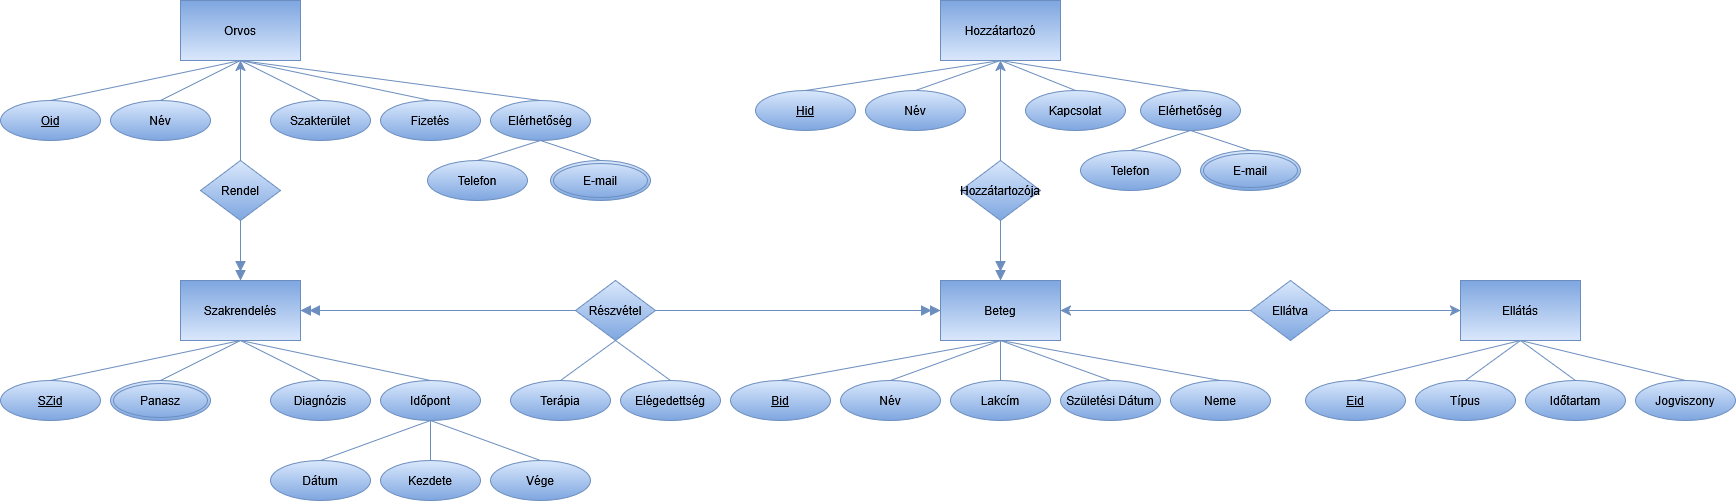 Orvos
Hozzátartozó
Oid
Név
Szakterület
Fizetés
Elérhetőség
Hid
Név
Kapcsolat
Elérhetőség
Telefon
E-mail
Telefon
E-mail
Rendel
Hozzátartozója
Szakrendelés
Részvétel
Beteg
Ellátva
Ellátás
SZid
Panasz
Diagnózis
Időpont
Terápia
Elégedettség
Bid
Név
Lakcím
Születési Dátum
Neme
Eid
Típus
Időtartam
Jogviszony
Dátum
Kezdete
Vége